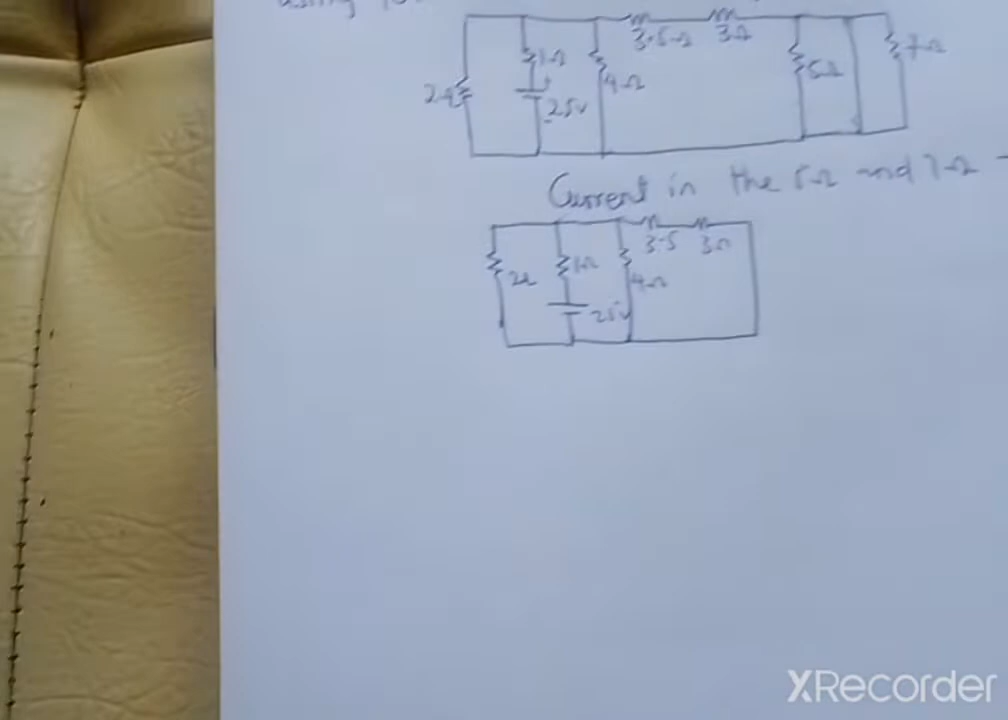 using
3.5Ω 3Ω
1Ω 7Ω
2Ω 4Ω 5Ω
25v
Current in the 5Ω and 7Ω
3.5 3Ω
2Ω 1Ω 4Ω
25v
XRecorder